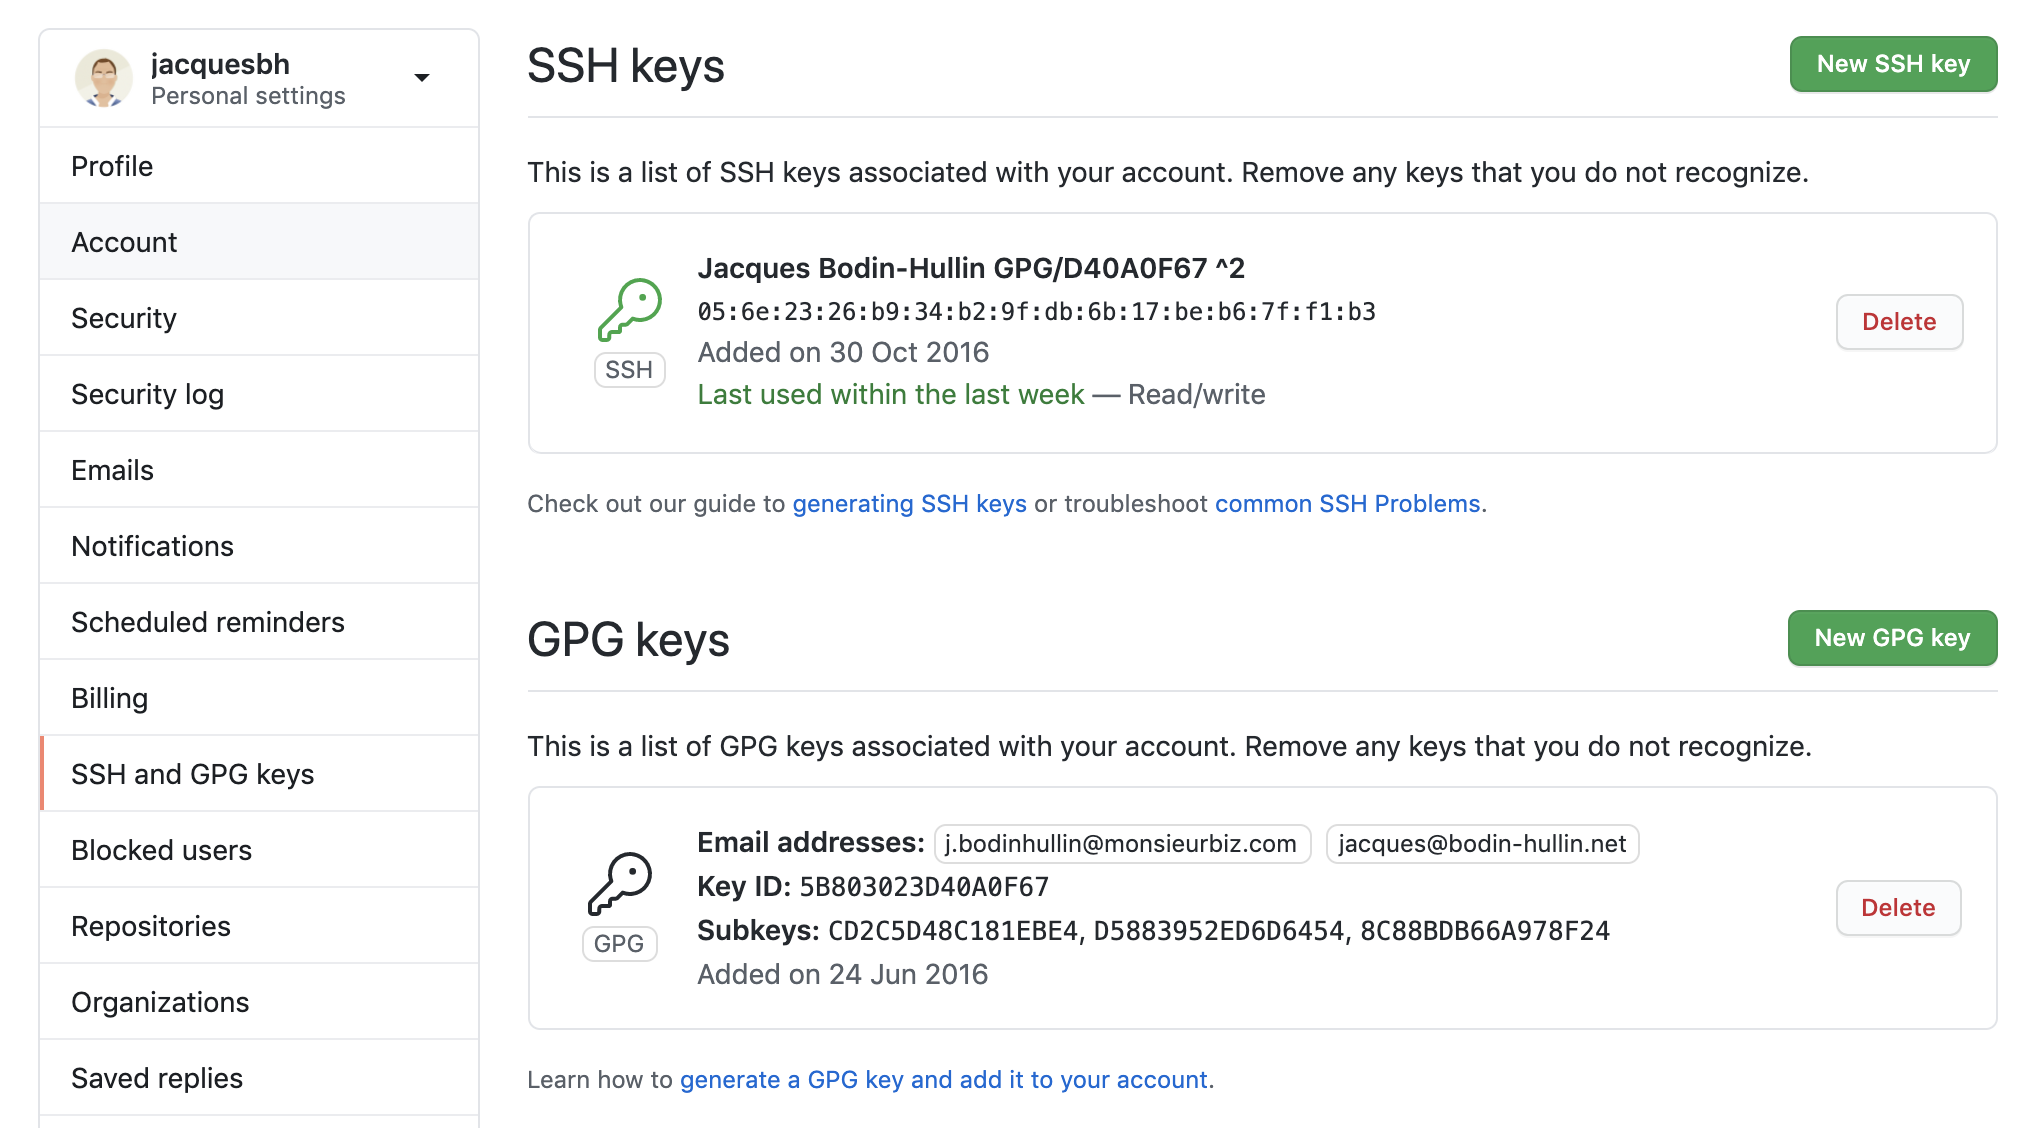 jacquesbh
Personal settings
Profile
Account
Security
Security log
Emails
Notifications
Scheduled reminders
Billing
SSH and GPG keys
Blocked users
Repositories
Organizations
Saved replies
SSH keys
New SSH key
This is a list of SSH keys associated with your account. Remove any keys that you do not recognize.
SSH
Jacques Bodin-Hullin GPG/D40A0F67 ^2
05:6e:23:26:b9:34:b2:9f:db:6b:17:be:b6:7f:f1:b3
Added on 30 Oct 2016
Last used within the last week — Read/write
Delete
Check out our guide to generating SSH keys or troubleshoot common SSH Problems.
GPG keys
New GPG key
This is a list of GPG keys associated with your account. Remove any keys that you do not recognize.
GPG
Email addresses: j.bodinhullin@monsieurbiz.com jacques@bodin-hullin.net
Key ID: 5B803023D40A0F67
Subkeys: CD2C5D48C181EBE4, D5883952ED6D6454, 8C88BDB66A978F24
Added on 24 Jun 2016
Delete
Learn how to generate a GPG key and add it to your account.